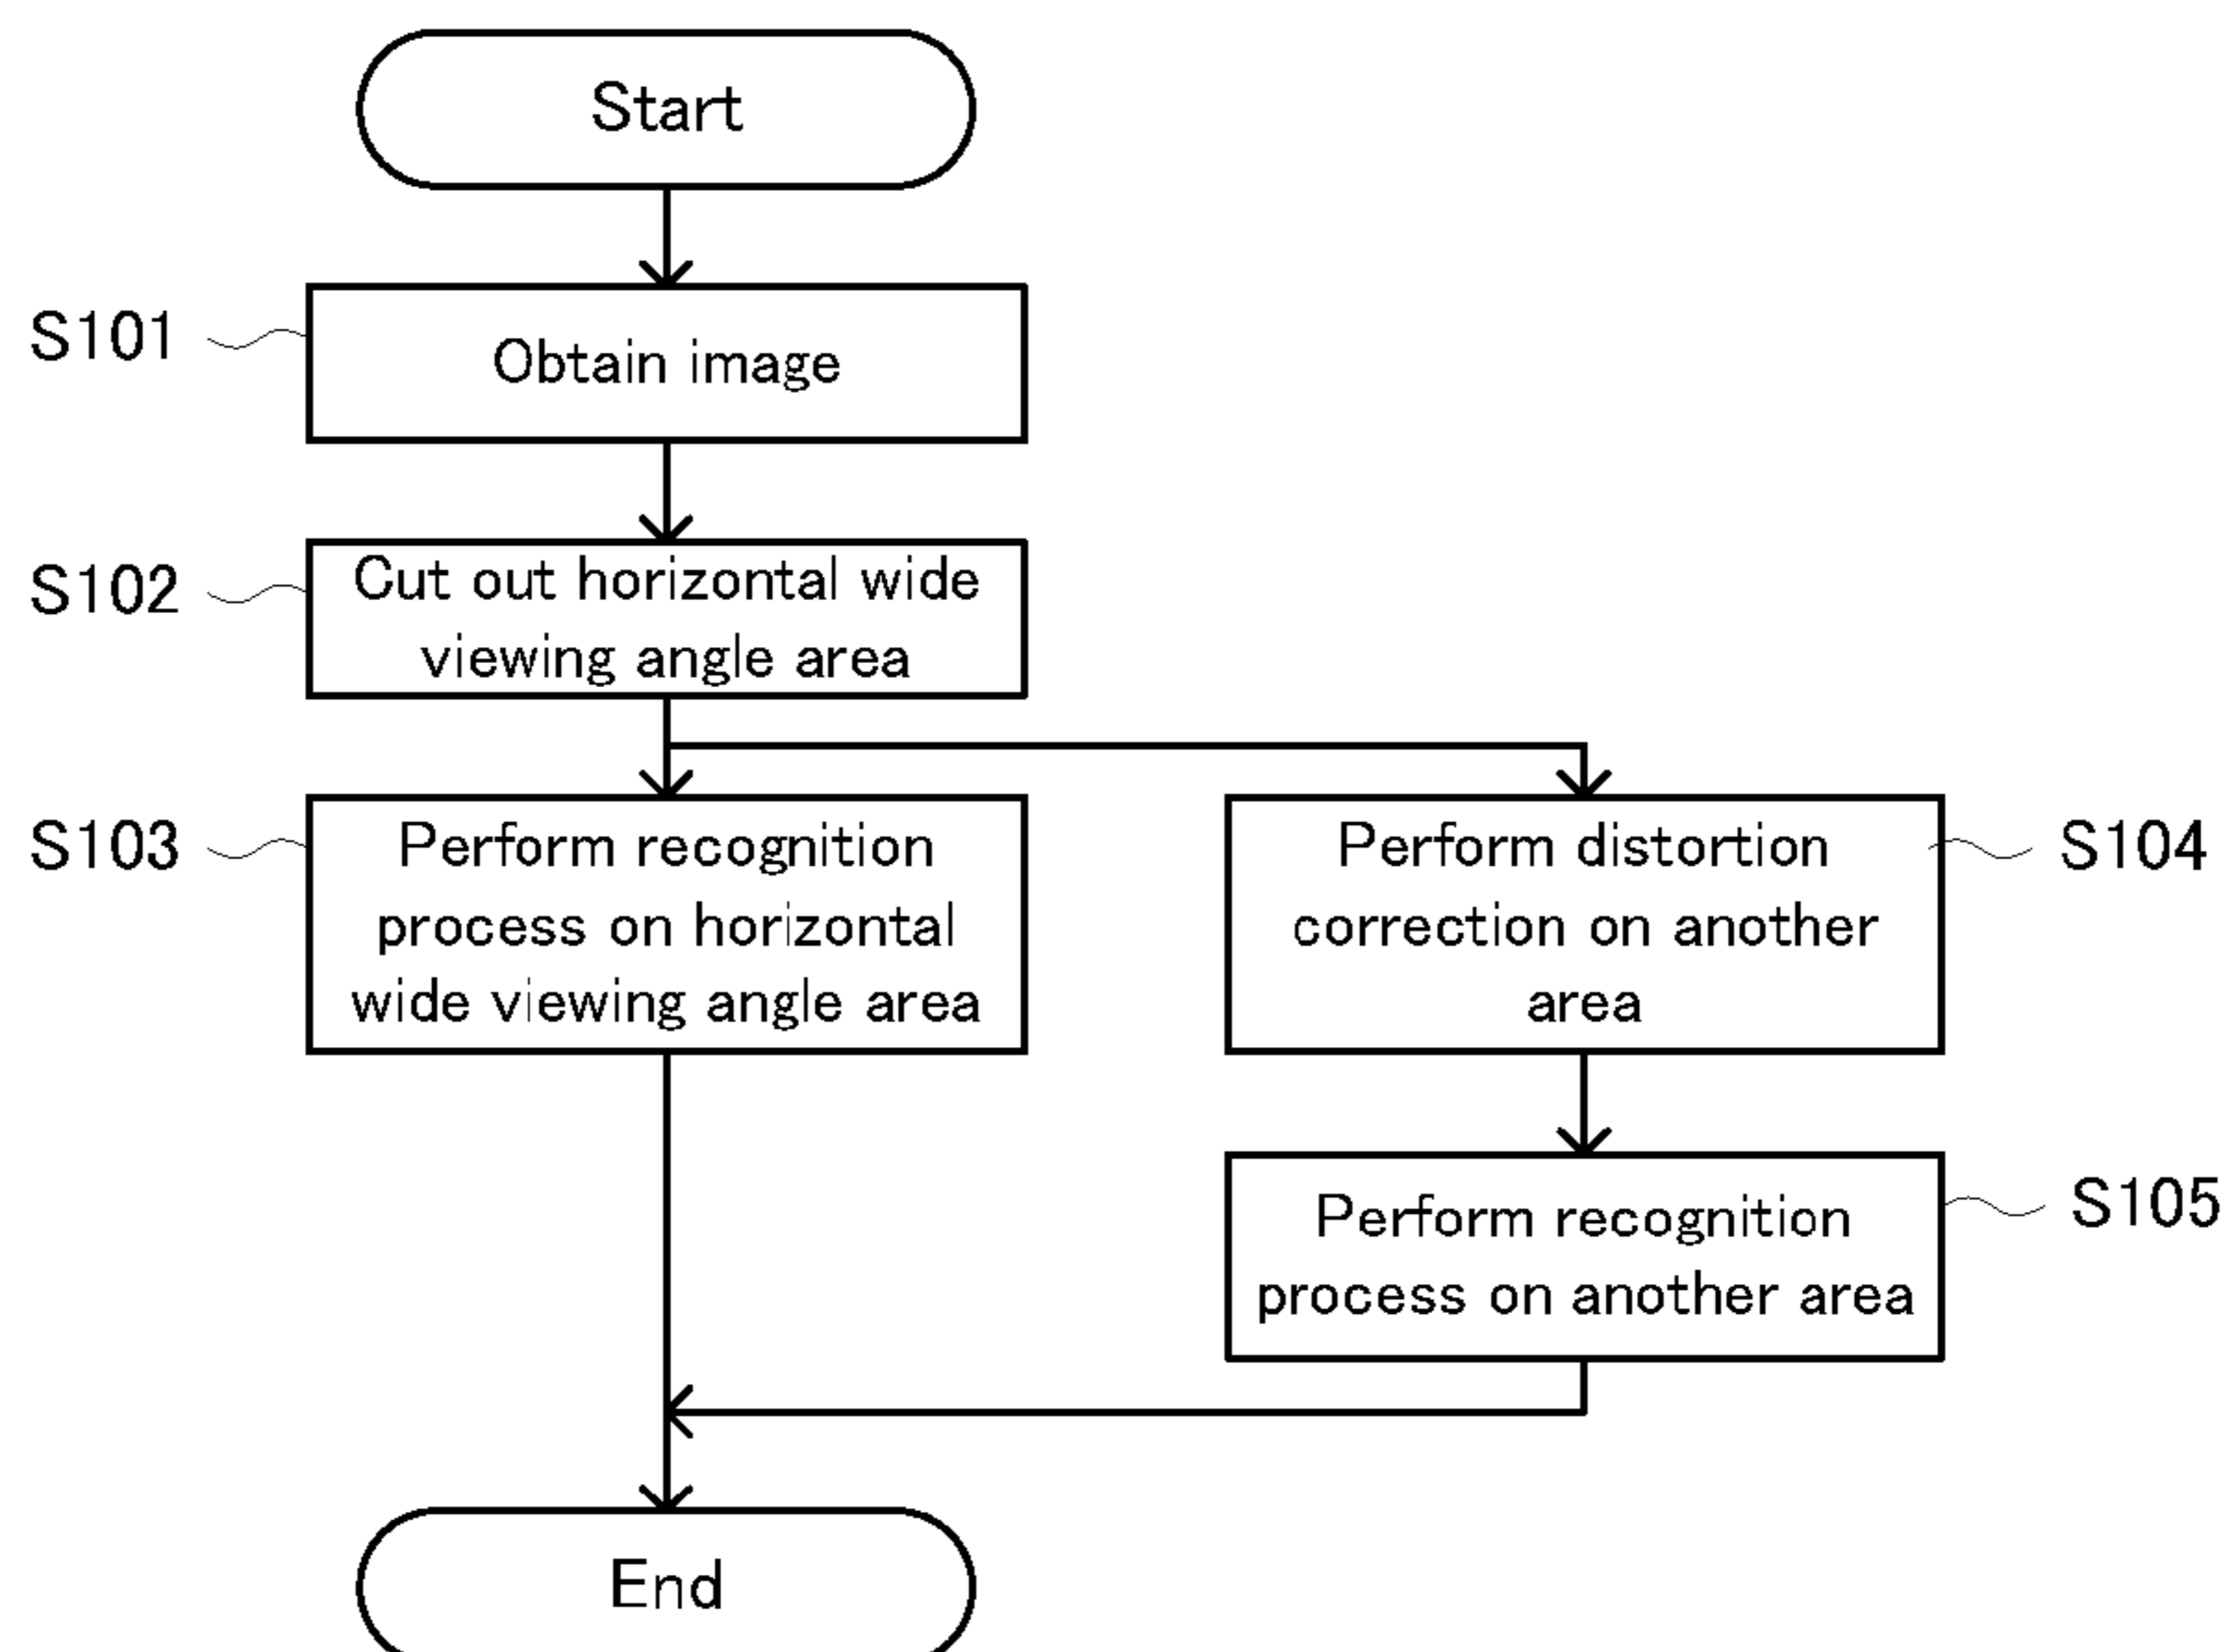 Start
S101
Obtain image
S102
Cut out horizontal wide
viewing angle area
S103
Perform recognition
process on horizontal
wide viewing angle area
Perform distortion
correction on another
area
S104
Perform recognition
process on another area
S105
End